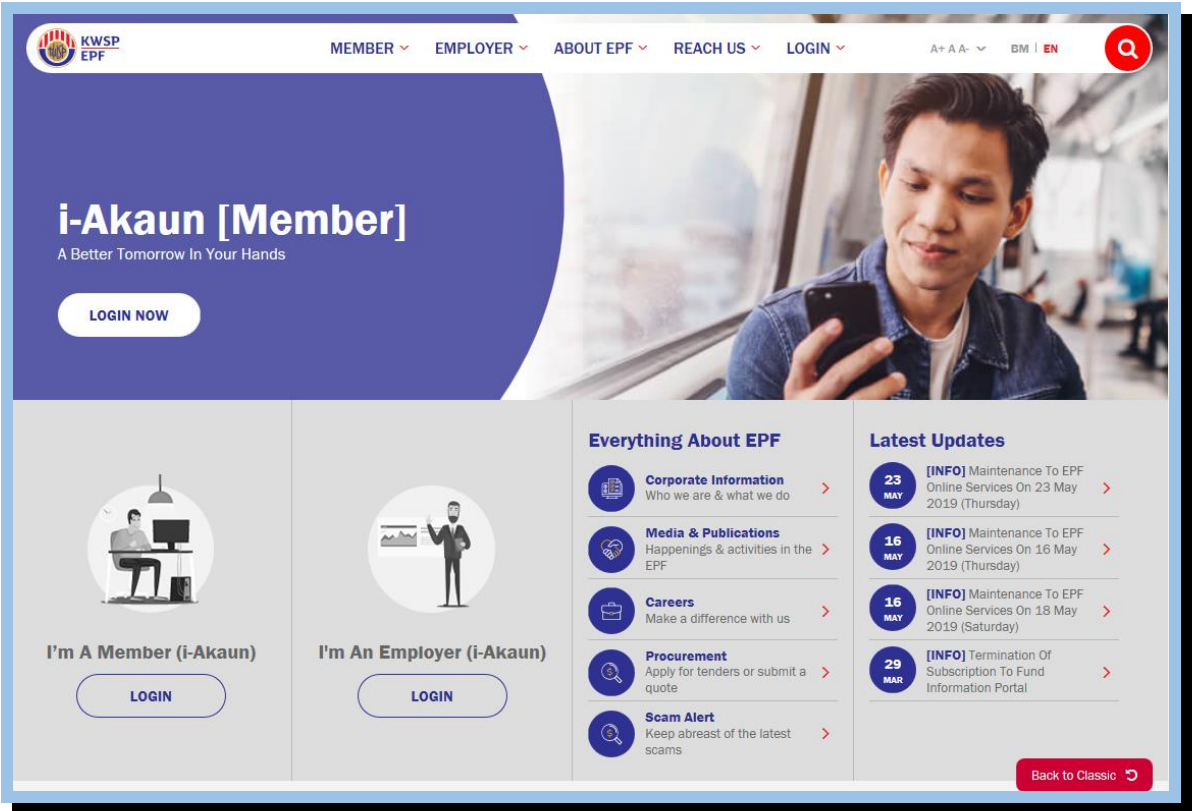 KWSP
EPF
MEMBER
EMPLOYER
ABOUT EPF
REACH US
LOGIN
A+ A A-
BM | EN
i-Akaun [Member]
A Better Tomorrow In Your Hands
LOGIN NOW
I'm A Member (i-Akaun)
LOGIN
I'm An Employer (i-Akaun)
LOGIN
Everything About EPF
Corporate Information
Who we are & what we do
Media & Publications
Happenings & activities in the
EPF
Careers
Make a difference with us
Procurement
Apply for tenders or submit a
quote
Scam Alert
Keep abreast of the latest
scams
Latest Updates
23
MAY
[INFO] Maintenance To EPF
Online Services On 23 May
2019 (Thursday)
16
MAY
[INFO] Maintenance To EPF
Online Services On 16 May
2019 (Thursday)
16
MAY
[INFO] Maintenance To EPF
Online Services On 18 May
2019 (Saturday)
29
MAR
[INFO] Termination Of
Subscription To Fund
Information Portal
Back to Classic